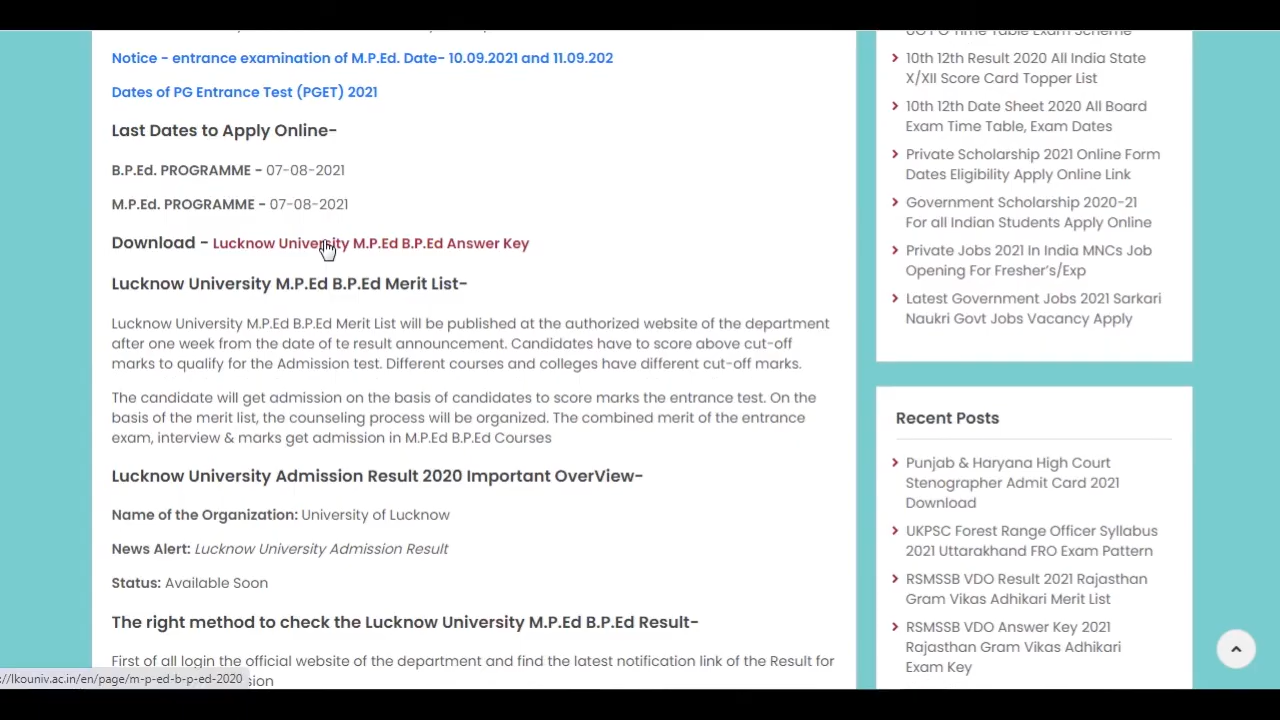 Notice - entrance examination of M.P.Ed. Date- 10.09.2021 and 11.09.202
Dates of PG Entrance Test (PGET) 2021
Last Dates to Apply Online-
B.P.Ed. PROGRAMME - 07-08-2021
M.P.Ed. PROGRAMME - 07-08-2021
Download - Lucknow University M.P.Ed B.P.Ed Answer Key
Lucknow University M.P.Ed B.P.Ed Merit List-
Lucknow University M.P.Ed B.P.Ed Merit List will be published at the authorized website of the department
after one week from the date of te result announcement. Candidates have to score above cut-off
marks to qualify for the Admission test. Different courses and colleges have different cut-off marks.
The candidate will get admission on the basis of candidates to score marks the entrance test. On the
basis of the merit list, the counseling process will be organized. The combined merit of the entrance
exam, interview & marks get admission in M.P.Ed B.P.Ed Courses
Lucknow University Admission Result 2020 Important OverView-
Name of the Organization: University of Lucknow
News Alert: Lucknow University Admission Result
Status: Available Soon
The right method to check the Lucknow University M.P.Ed B.P.Ed Result-
First of all login the official website of the department and find the latest notification link of the Result for
://lkouniv.ac.in/en/page/m-p-ed-b-p-ed-2020
10th 12th Result 2020 All India State
X/XII Score Card Topper List
10th 12th Date Sheet 2020 All Board
Exam Time Table, Exam Dates
Private Scholarship 2021 Online Form
Dates Eligibility Apply Online Link
Government Scholarship 2020-21
For all Indian Students Apply Online
Private Jobs 2021 In India MNCs Job
Opening For Fresher's/Exp
Latest Government Jobs 2021 Sarkari
Naukri Govt Jobs Vacancy Apply
Recent Posts
Punjab & Haryana High Court
Stenographer Admit Card 2021
Download
UKPSC Forest Range Officer Syllabus
2021 Uttarakhand FRO Exam Pattern
RSMSSB VDO Result 2021 Rajasthan
Gram Vikas Adhikari Merit List
RSMSSB VDO Answer Key 2021
Rajasthan Gram Vikas Adhikari
Exam Key